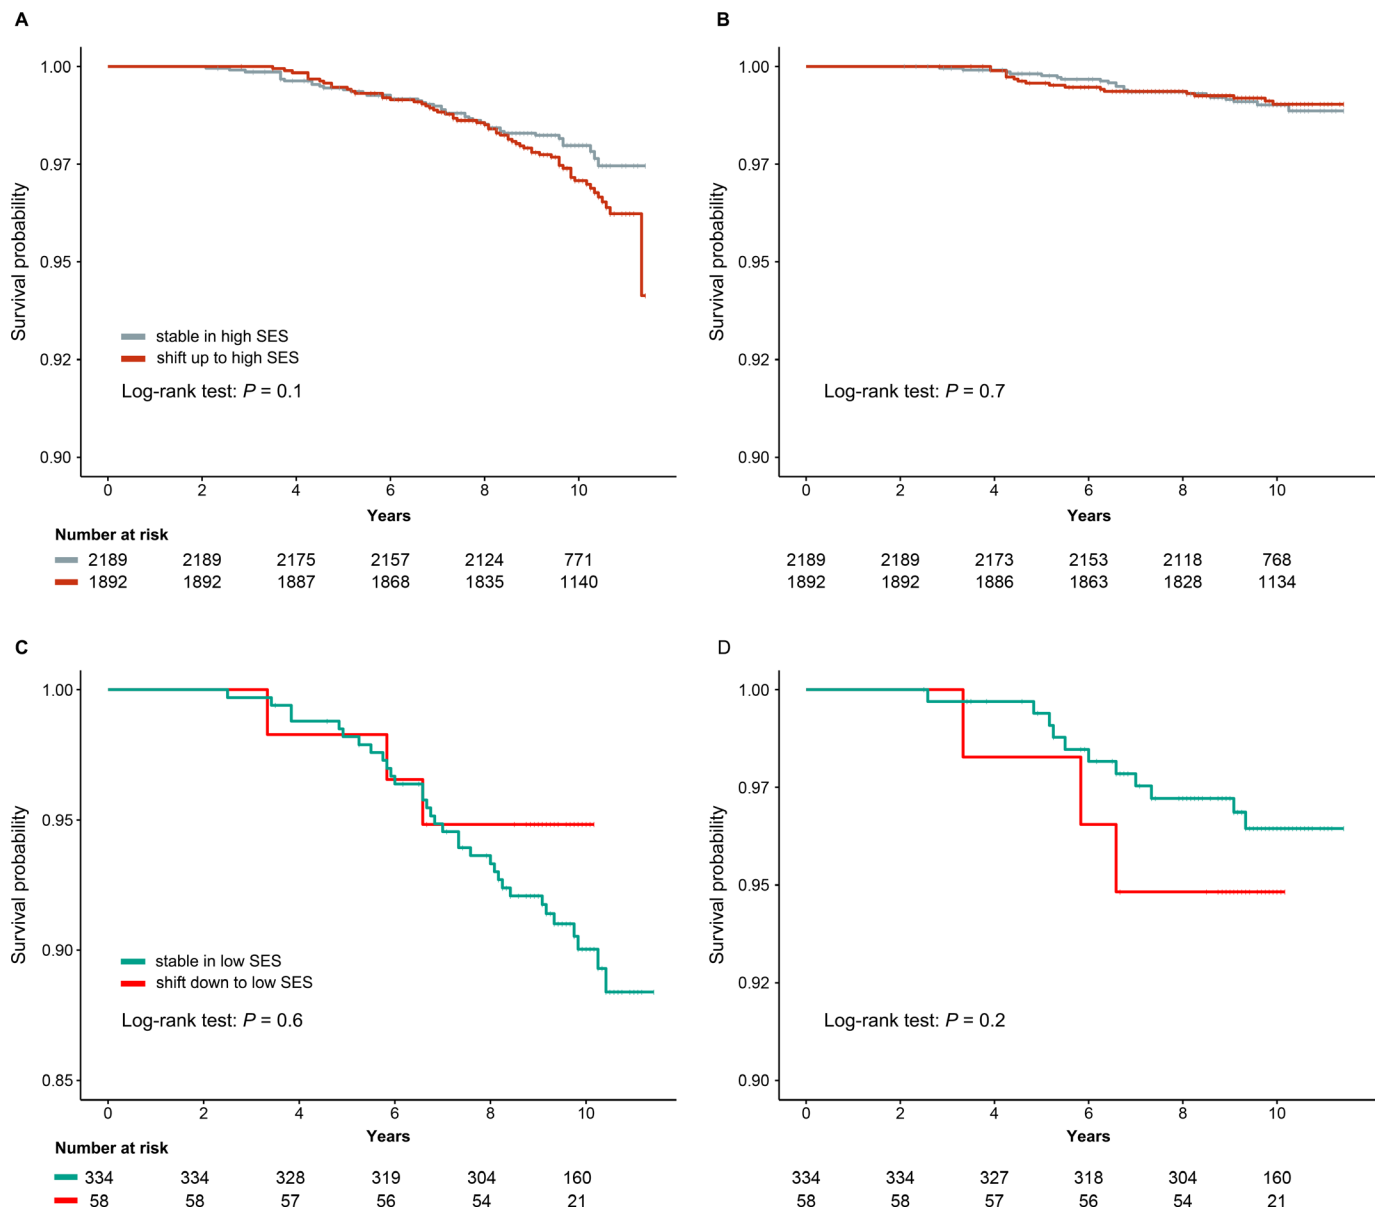 A
Survival probability
1.00
0.97
0.95
0.92
0.90
stable in high SES
shift up to high SES
Log-rank test: P = 0.1
0 2 4 6 8 10
Years
Number at risk
2189 2189 2175 2157 2124 771
1892 1892 1887 1868 1835 1140
B
Survival probability
1.00
0.97
0.95
0.92
0.90
Log-rank test: P = 0.7
0 2 4 6 8 10
Years
2189 2189 2173 2153 2118 768
1892 1892 1886 1863 1828 1134
C
Survival probability
1.00
0.95
0.90
0.85
stable in low SES
shift down to low SES
Log-rank test: P = 0.6
0 2 4 6 8 10
Years
Number at risk
334 334 328 319 304 160
58 58 57 56 54 21
D
Survival probability
1.00
0.97
0.95
0.92
0.90
Log-rank test: P = 0.2
0 2 4 6 8 10
Years
334 334 327 318 304 160
58 58 57 56 54 21